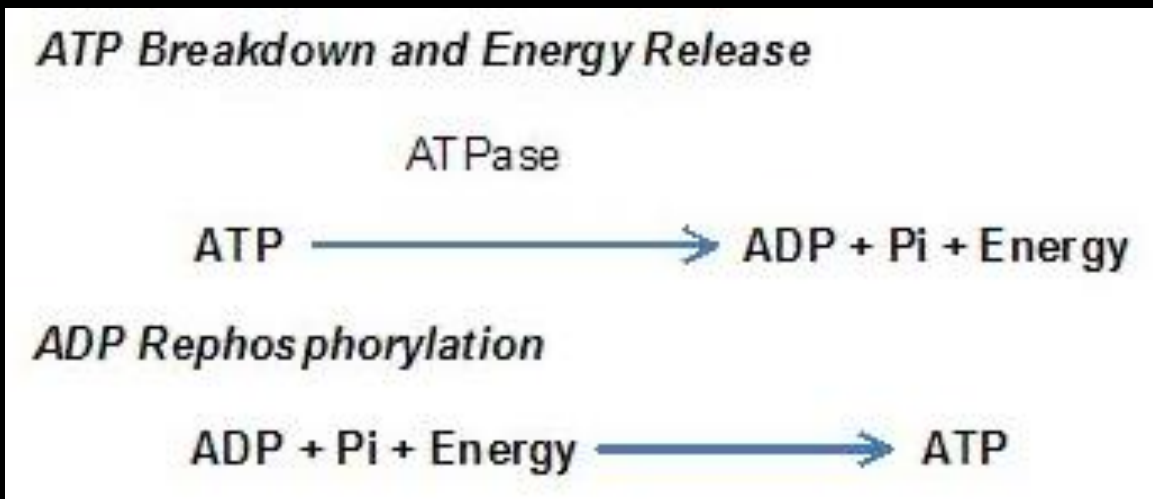 ATP Breakdown and Energy Release
ATPase
ATP → ADP + Pi + Energy
ADP Rephosphorylation
ADP + Pi + Energy → ATP